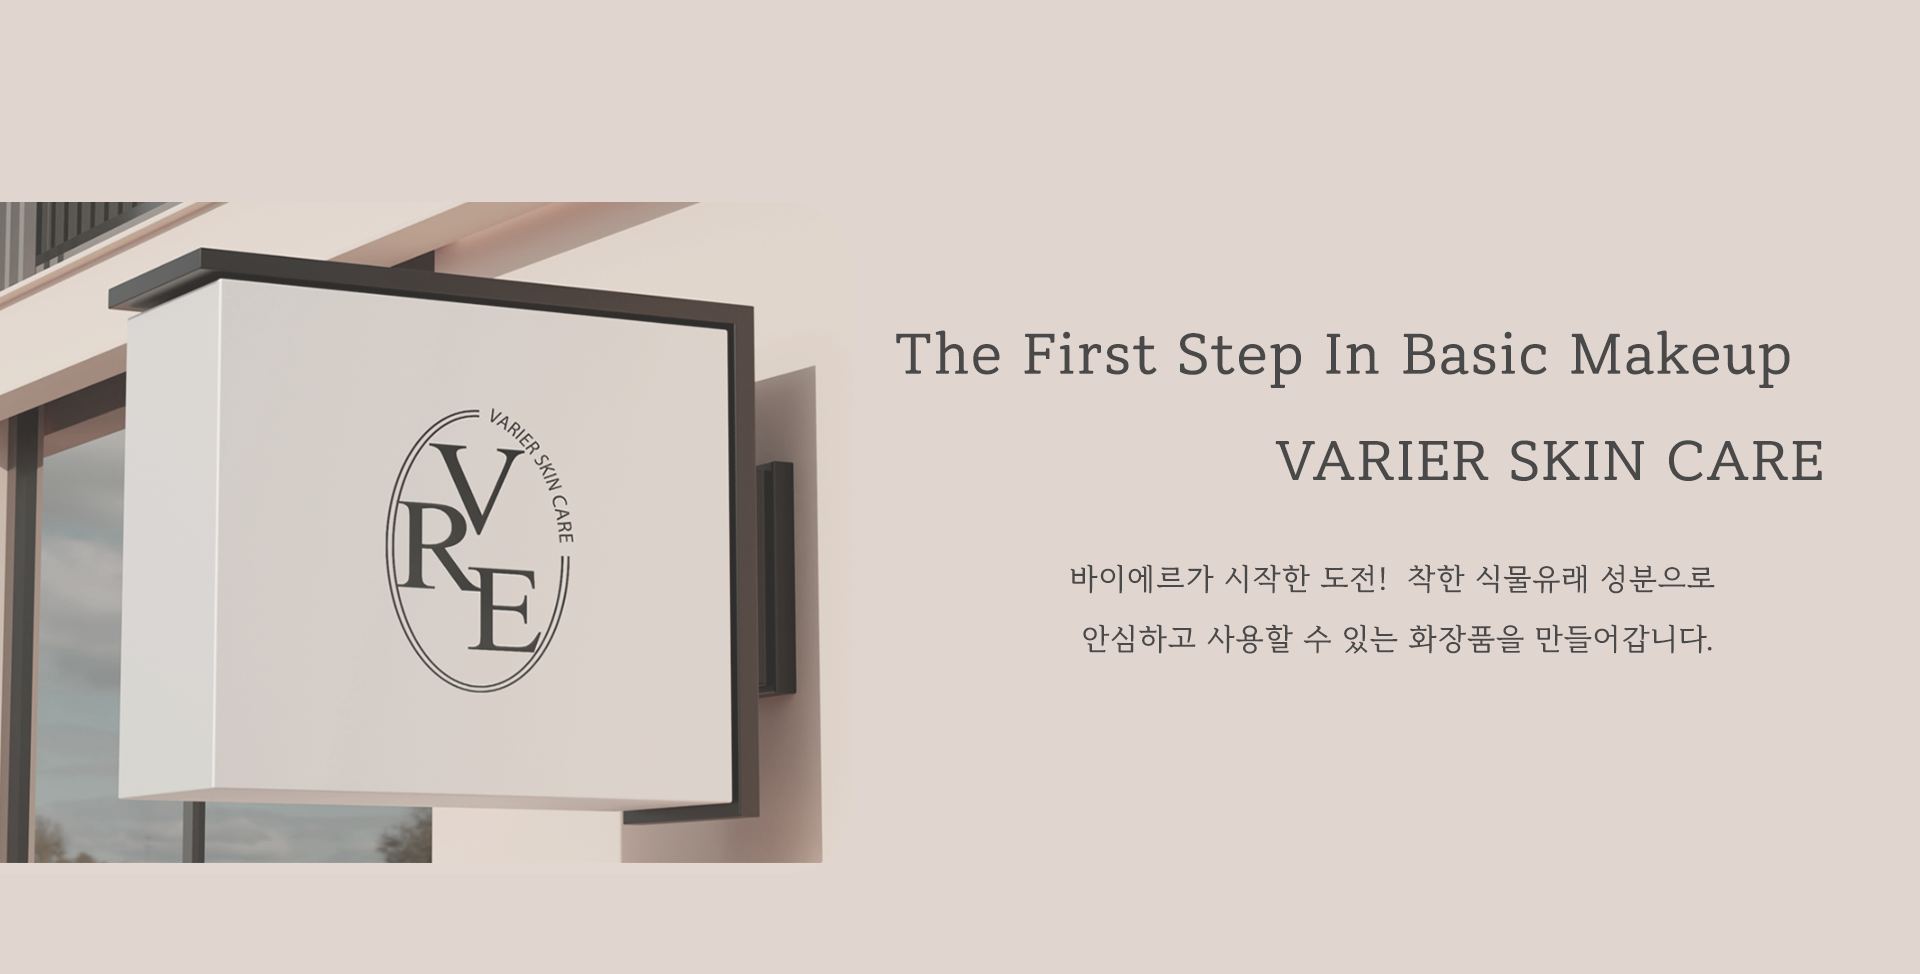 VARIER SKIN CARE
V
R
E
The First Step In Basic Makeup
VARIER SKIN CARE
바이에르가 시작한 도전! 착한 식물유래 성분으로
안심하고 사용할 수 있는 화장품을 만들어갑니다.